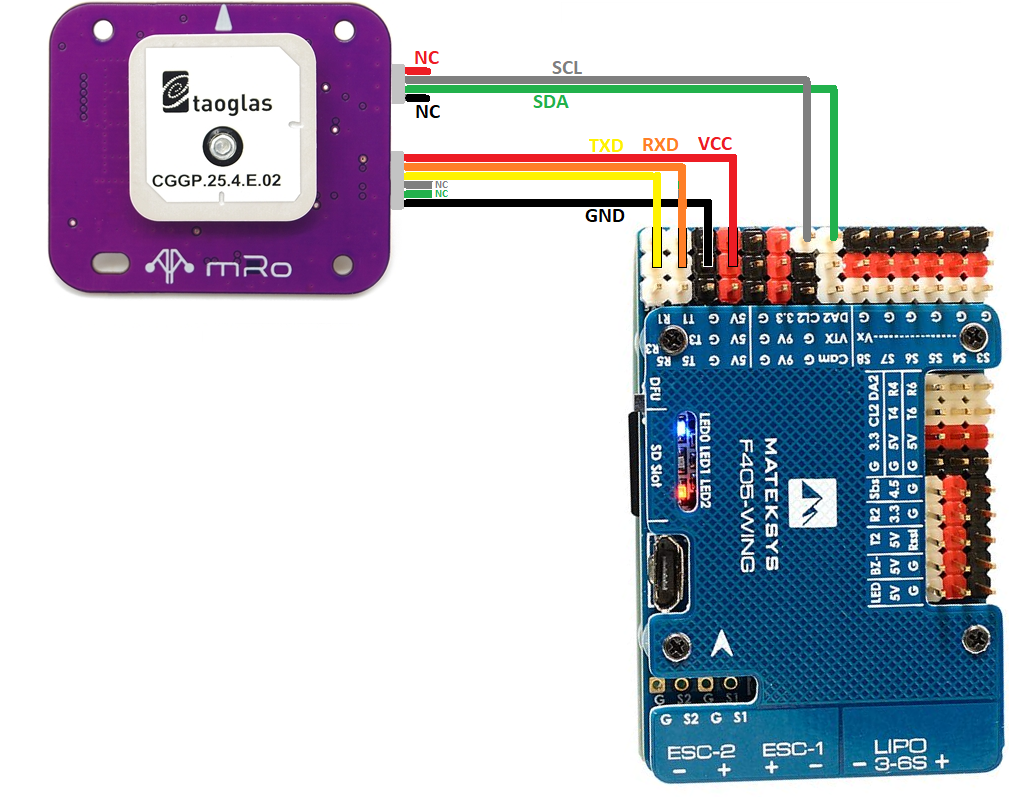 NC
SCL
SDA
NC
taoglas
CGGP.25.4.E.02
mRo
TXD RXD VCC
NC
NC
GND
R1 T1 G 5V G 3.3 CL2 DA2 G G G G G G
R3 T3 G 5V G 9V G VTX Vx
R5 T5 G 5V G 9V G Cam S8 S7 S6 S5 S4 S3
DFU
SD Slot
LED0 LED1 LED2
MATEKSYS
F405-WING
G 3.3 CL2 DA2
G 5V T4 R4
G 5V T6 R6
Sbs 4.5 G
R2 3.3 G
T2 5V Rssi
BZ- 5V G
LED 5V G
G S2 G S1
G S2 G S1
ESC-2
- +
ESC-1
+ -
LIPO
- 3-6S +